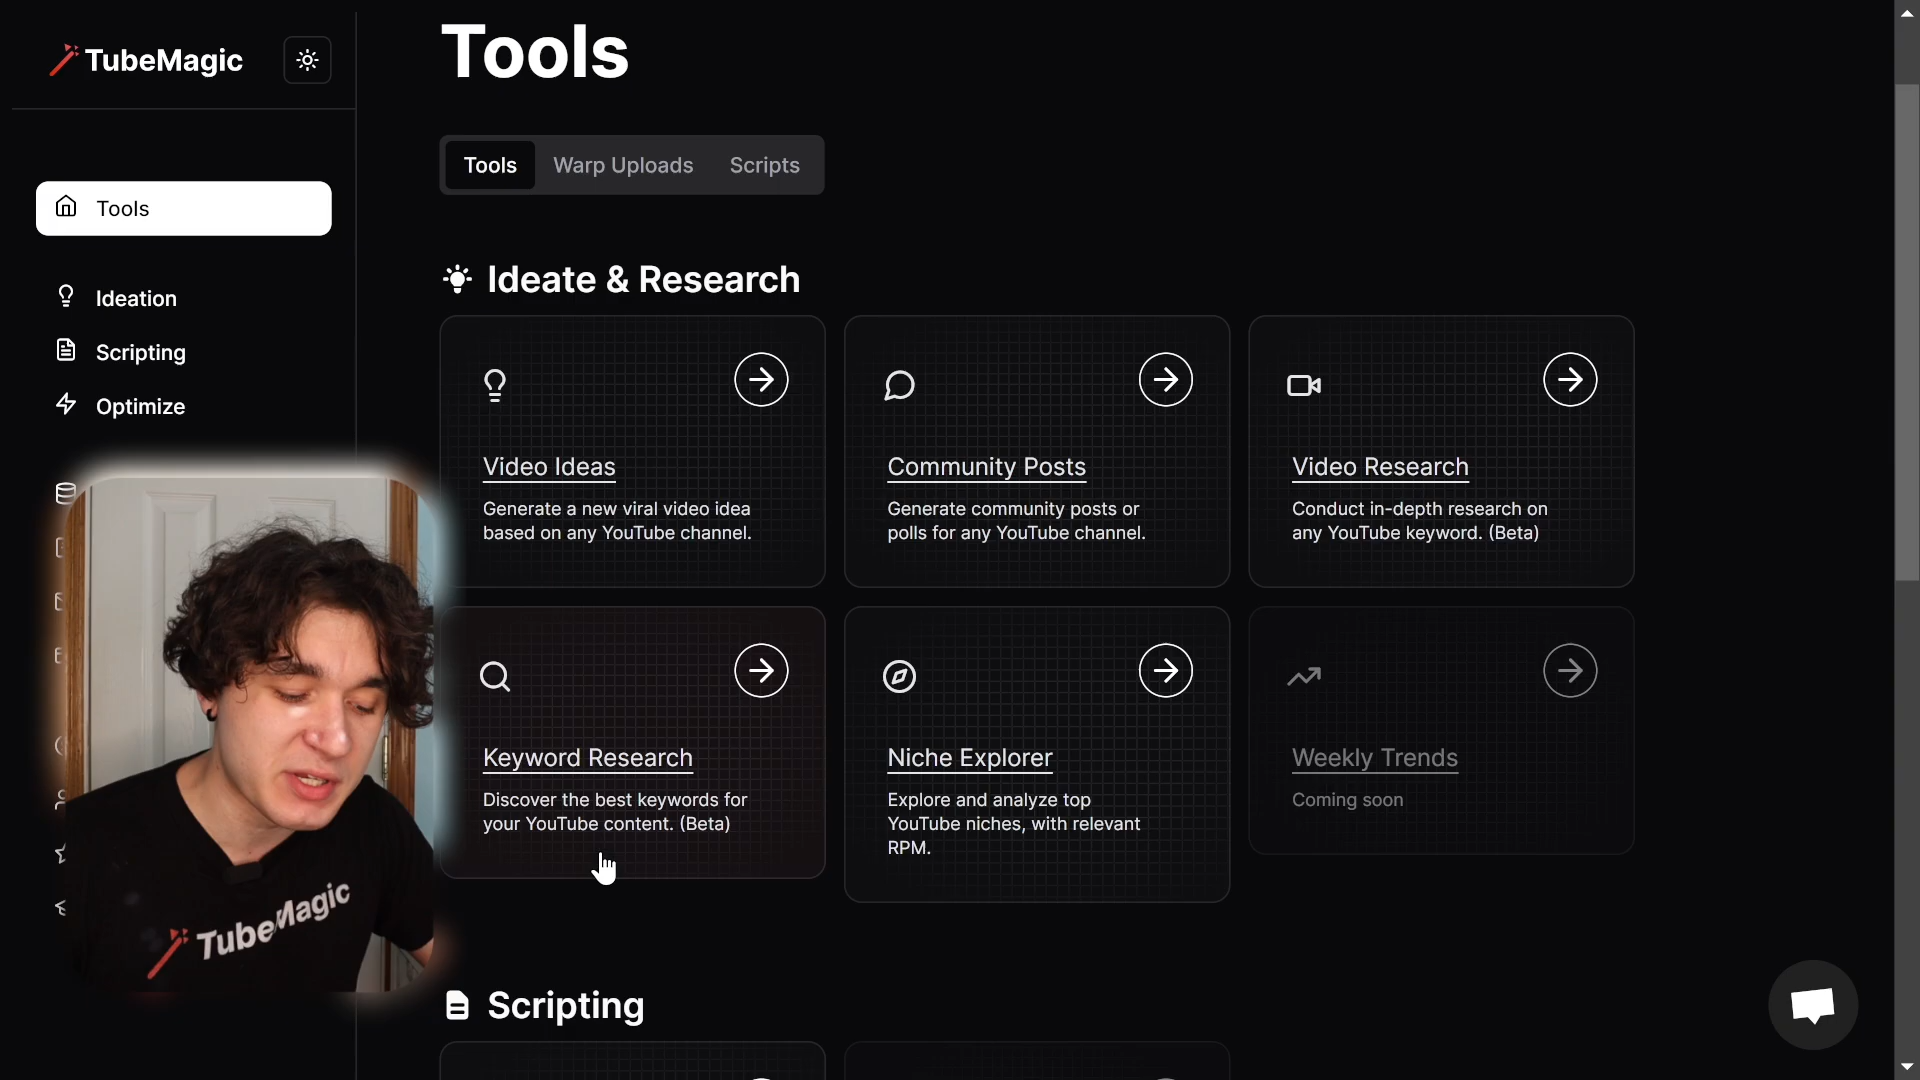 TubeMagic
Tools
Ideation
Scripting
Optimize
Tools
Tools
Warp Uploads
Scripts
Ideate & Research
Video Ideas
Generate a new viral video idea
based on any YouTube channel.
Community Posts
Generate community posts or
polls for any YouTube channel.
Video Research
Conduct in-depth research on
any YouTube keyword. (Beta)
Keyword Research
Discover the best keywords for
your YouTube content. (Beta)
Niche Explorer
Explore and analyze top
YouTube niches, with relevant
RPM.
Weekly Trends
Coming soon
Scripting
TubeMagic